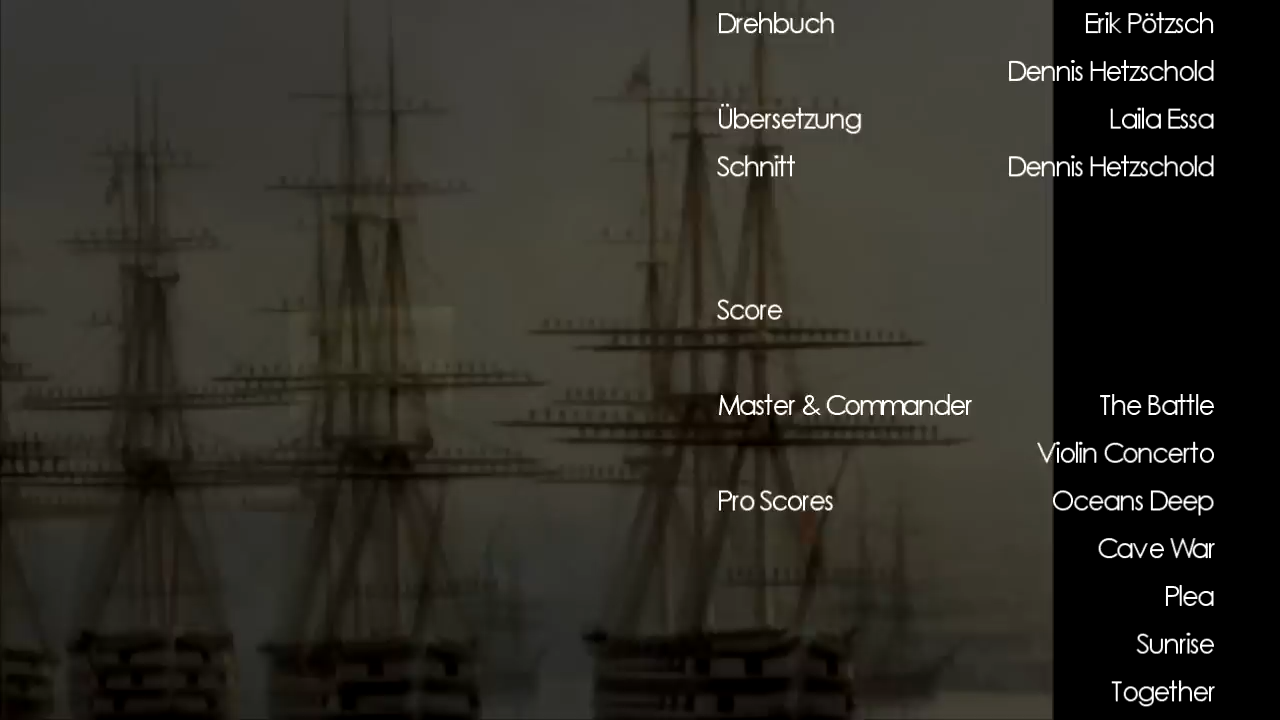 Drehbuch Erik Pötzsch
Dennis Hetzschold
Übersetzung Laila Essa
Schnitt Dennis Hetzschold
Score
Master & Commander The Battle
Violin Concerto
Pro Scores Oceans Deep
Cave War
Plea
Sunrise
Together